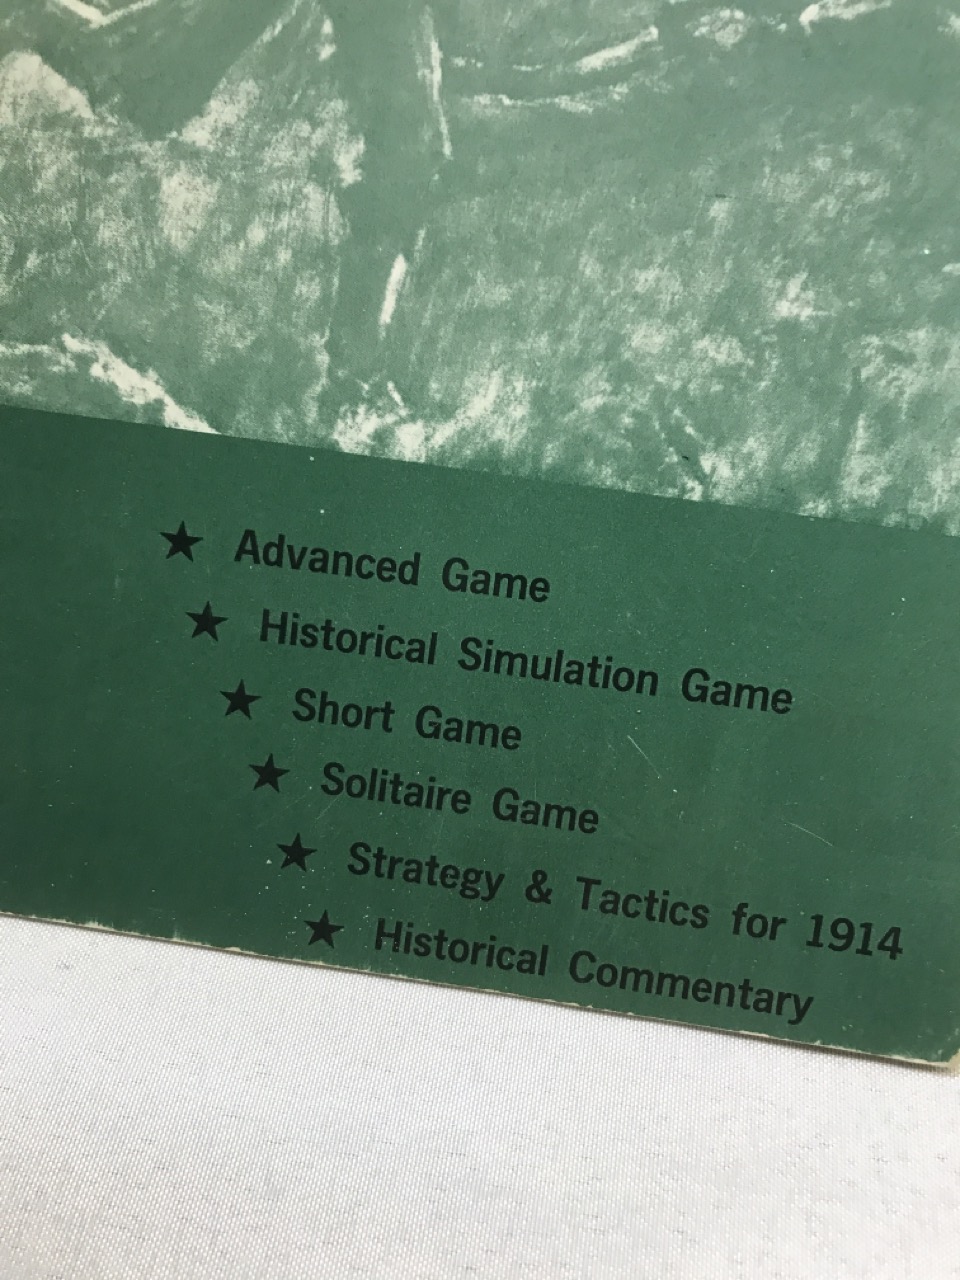 ★ Advanced Game
★ Historical Simulation Game
★ Short Game
★ Solitaire Game
★ Strategy & Tactics for 1914
★ Historical Commentary